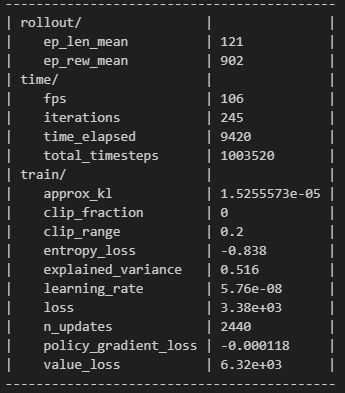 -----------------------------------------
| rollout/                |               |
|    ep_len_mean          | 121           |
|    ep_rew_mean          | 902           |
| time/                   |               |
|    fps                  | 106           |
|    iterations           | 245           |
|    time_elapsed         | 9420          |
|    total_timesteps      | 1003520       |
| train/                  |               |
|    approx_kl            | 1.5255573e-05 |
|    clip_fraction        | 0             |
|    clip_range           | 0.2           |
|    entropy_loss         | -0.838        |
|    explained_variance   | 0.516         |
|    learning_rate        | 5.76e-08      |
|    loss                 | 3.38e+03      |
|    n_updates            | 2440          |
|    policy_gradient_loss | -0.000118     |
|    value_loss           | 6.32e+03      |
-----------------------------------------